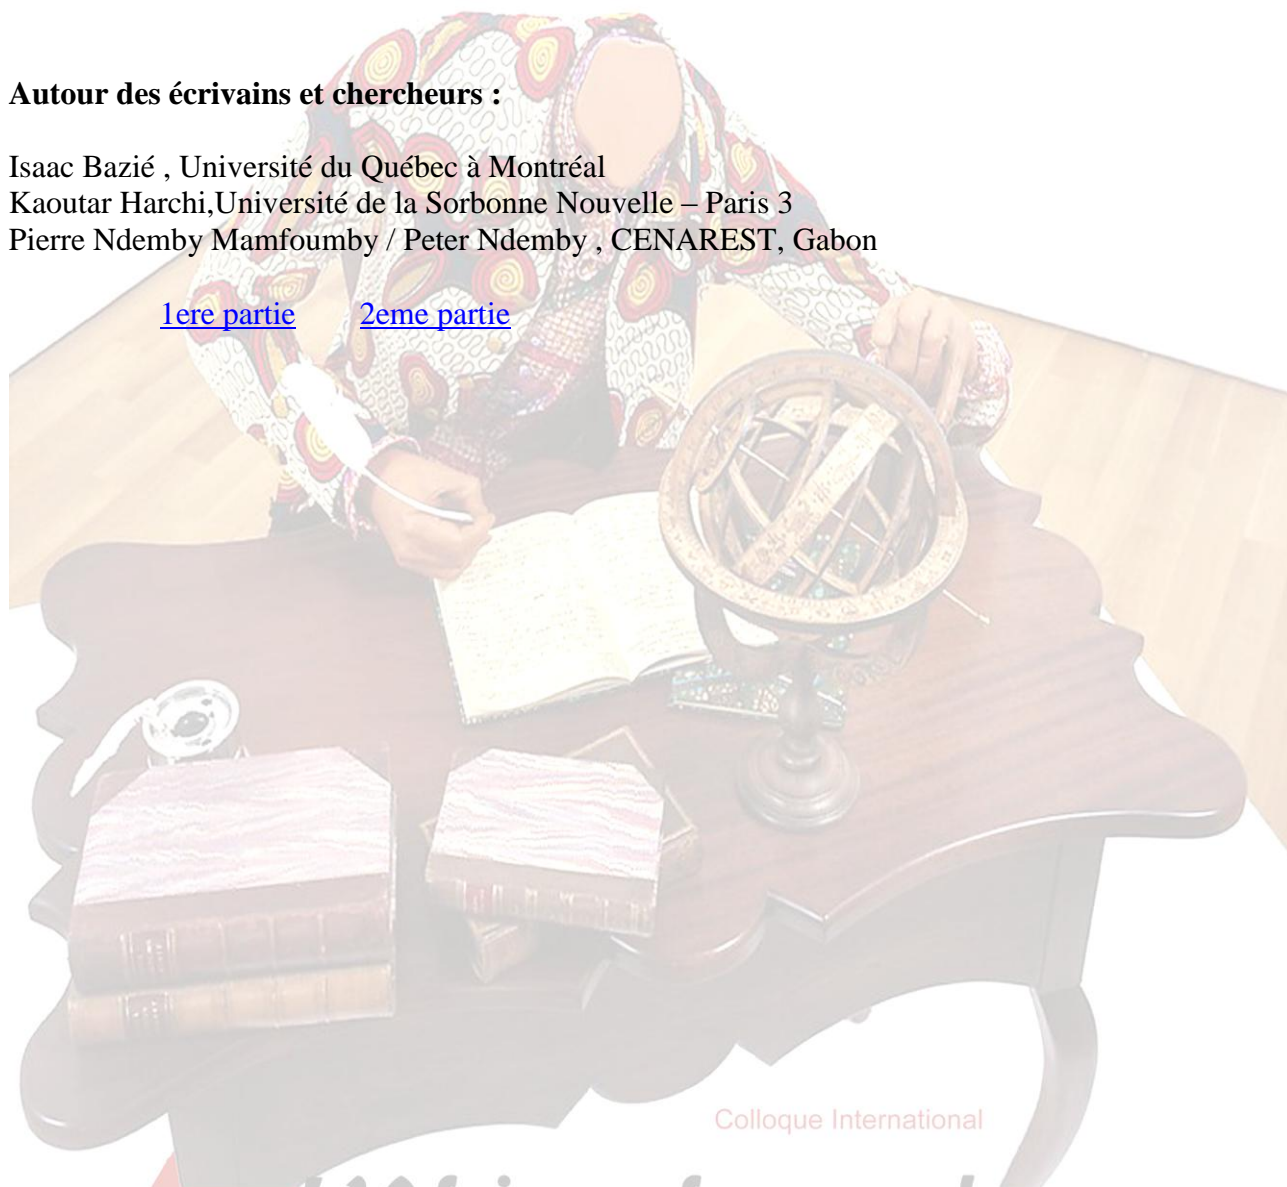 Autour des écrivains et chercheurs :
Isaac Bazié , Université du Québec à Montréal
Kaoutar Harchi,Université de la Sorbonne Nouvelle – Paris 3
Pierre Ndemby Mamfoumby / Peter Ndemby , CENAREST, Gabon
1ere partie 2eme partie
Colloque International